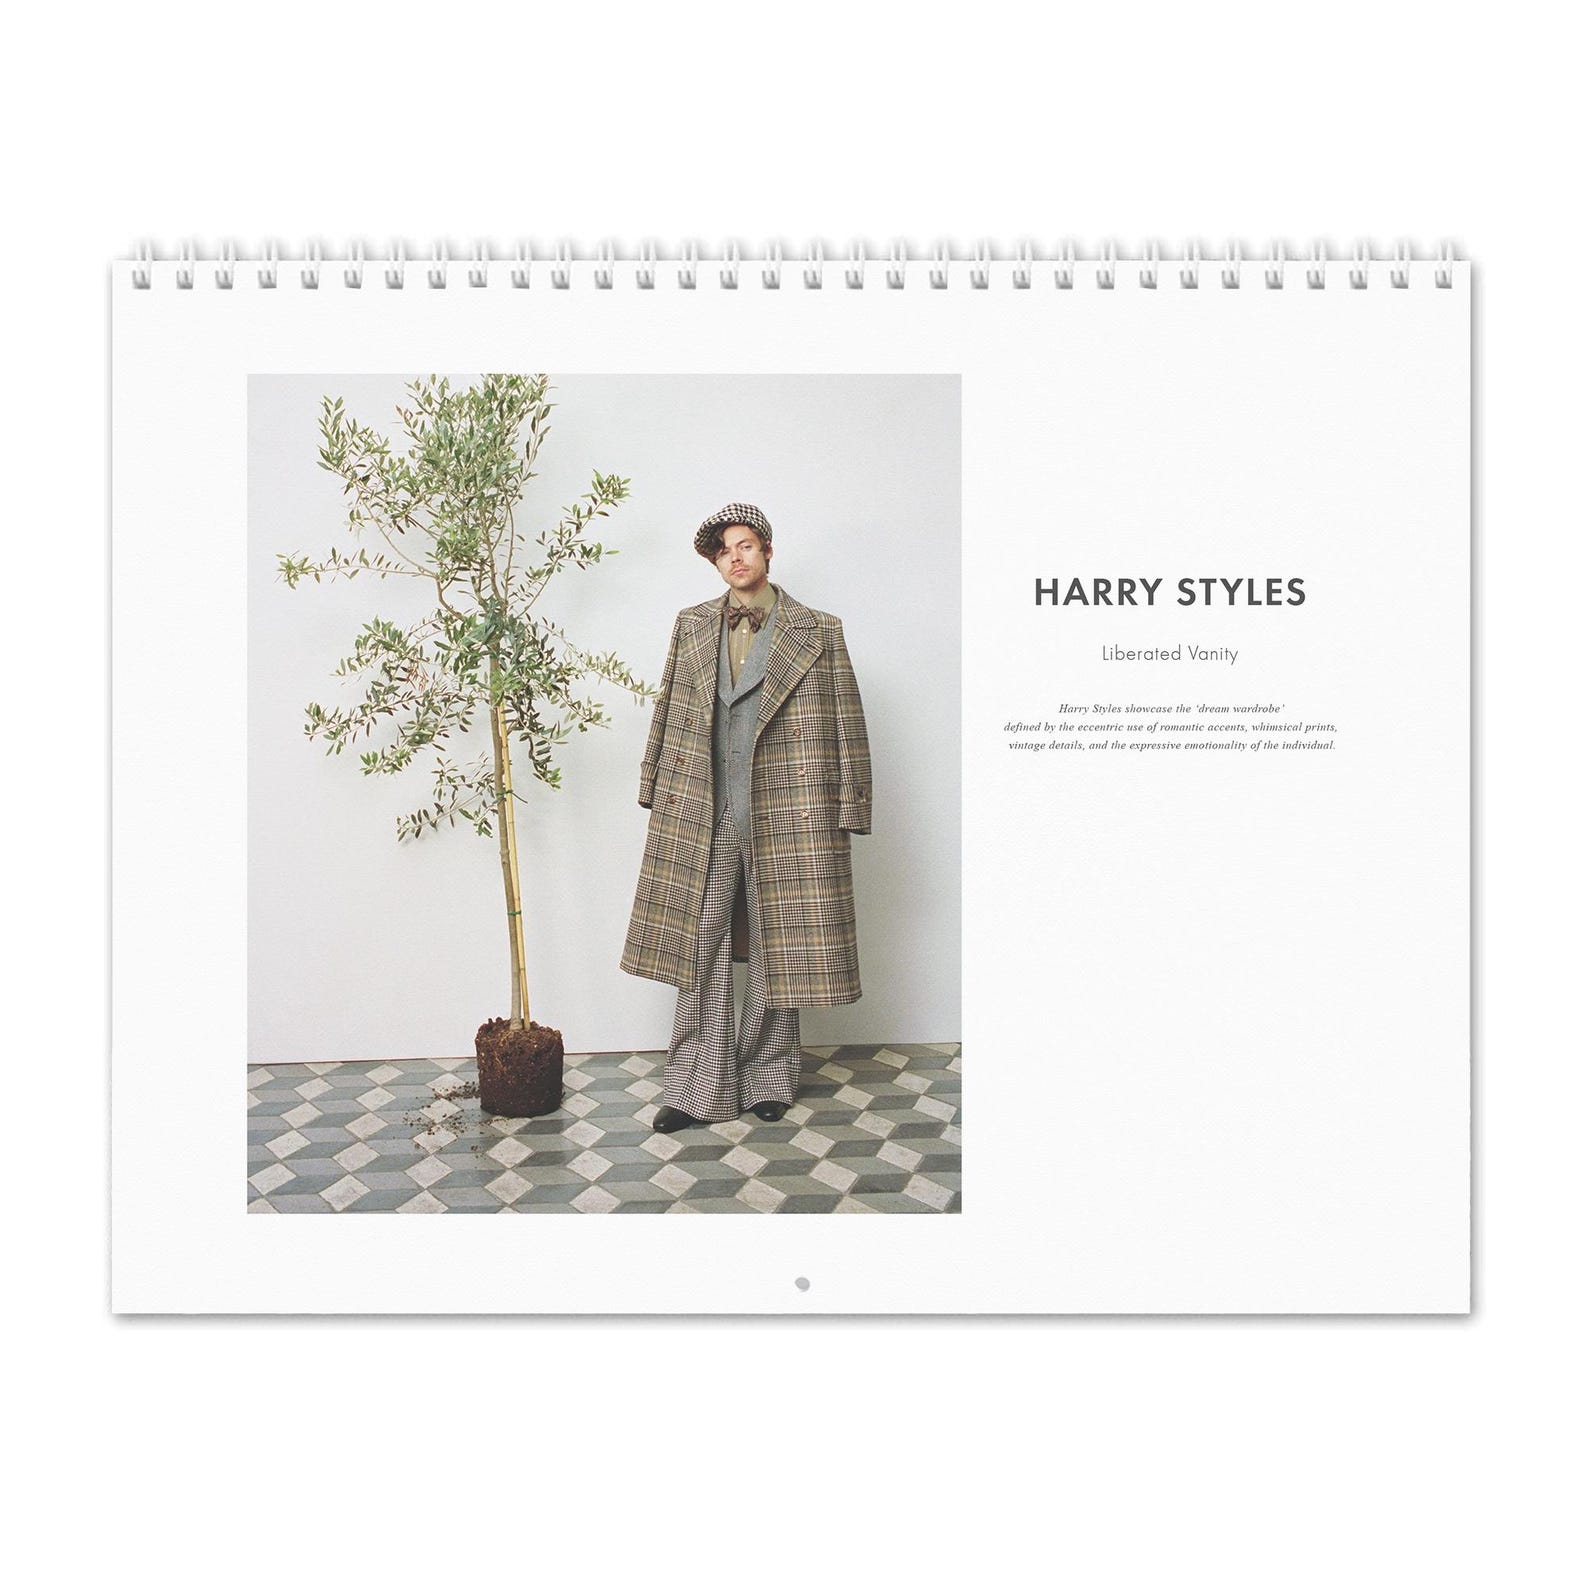 HARRY STYLES
Liberated Vanity
Harry Styles showcase the ‘dream wardrobe’
defined by the eccentric use of romantic accents, whimsical prints,
vintage details, and the expressive emotionality of the individual.